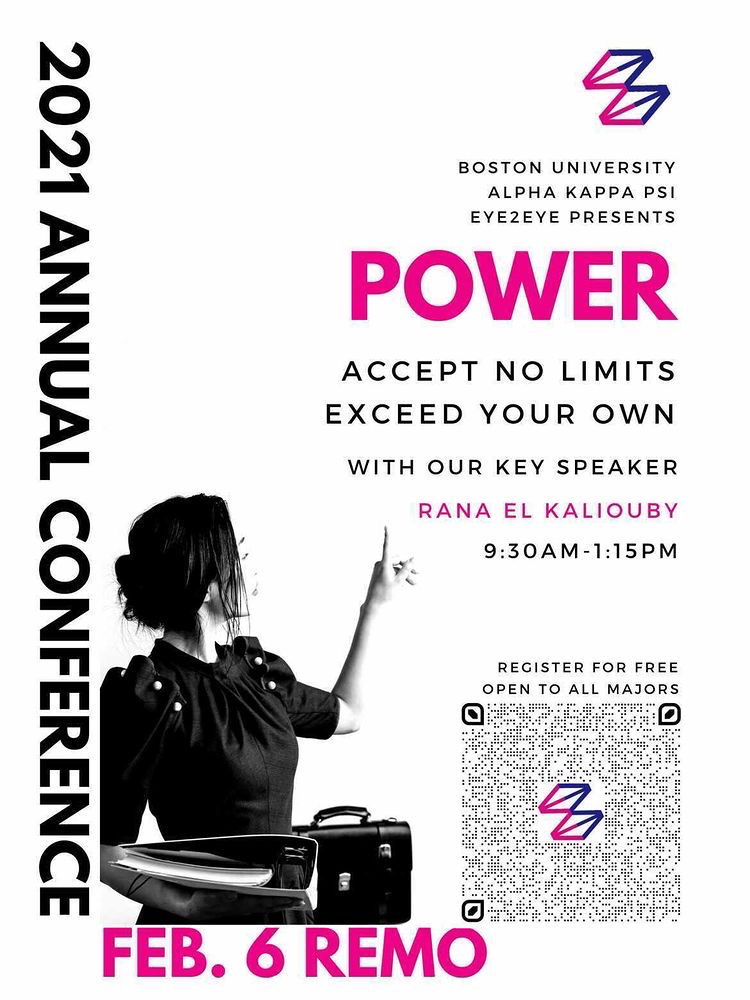 2021 ANNUAL CONFERENCE
BOSTON UNIVERSITY
ALPHA KAPPA PSI
EYE2EYE PRESENTS
POWER
ACCEPT NO LIMITS
EXCEED YOUR OWN
WITH OUR KEY SPEAKER
RANA EL KALIOUBY
9:30AM-1:15PM
REGISTER FOR FREE
OPEN TO ALL MAJORS
FEB. 6 REMO